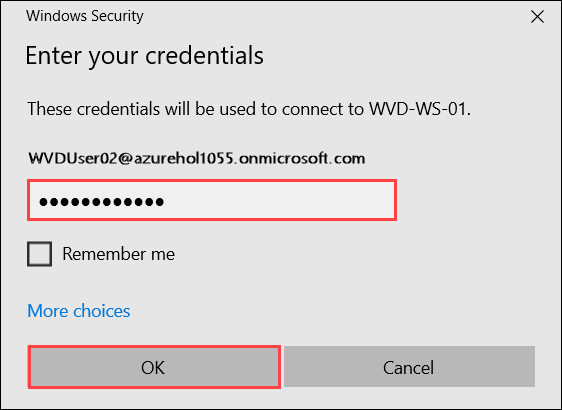 Windows Security
Enter your credentials
These credentials will be used to connect to WVD-WS-01.
WVDUser02@azurehol1055.onmicrosoft.com
●●●●●●●●●●●●
Remember me
More choices
OK Cancel